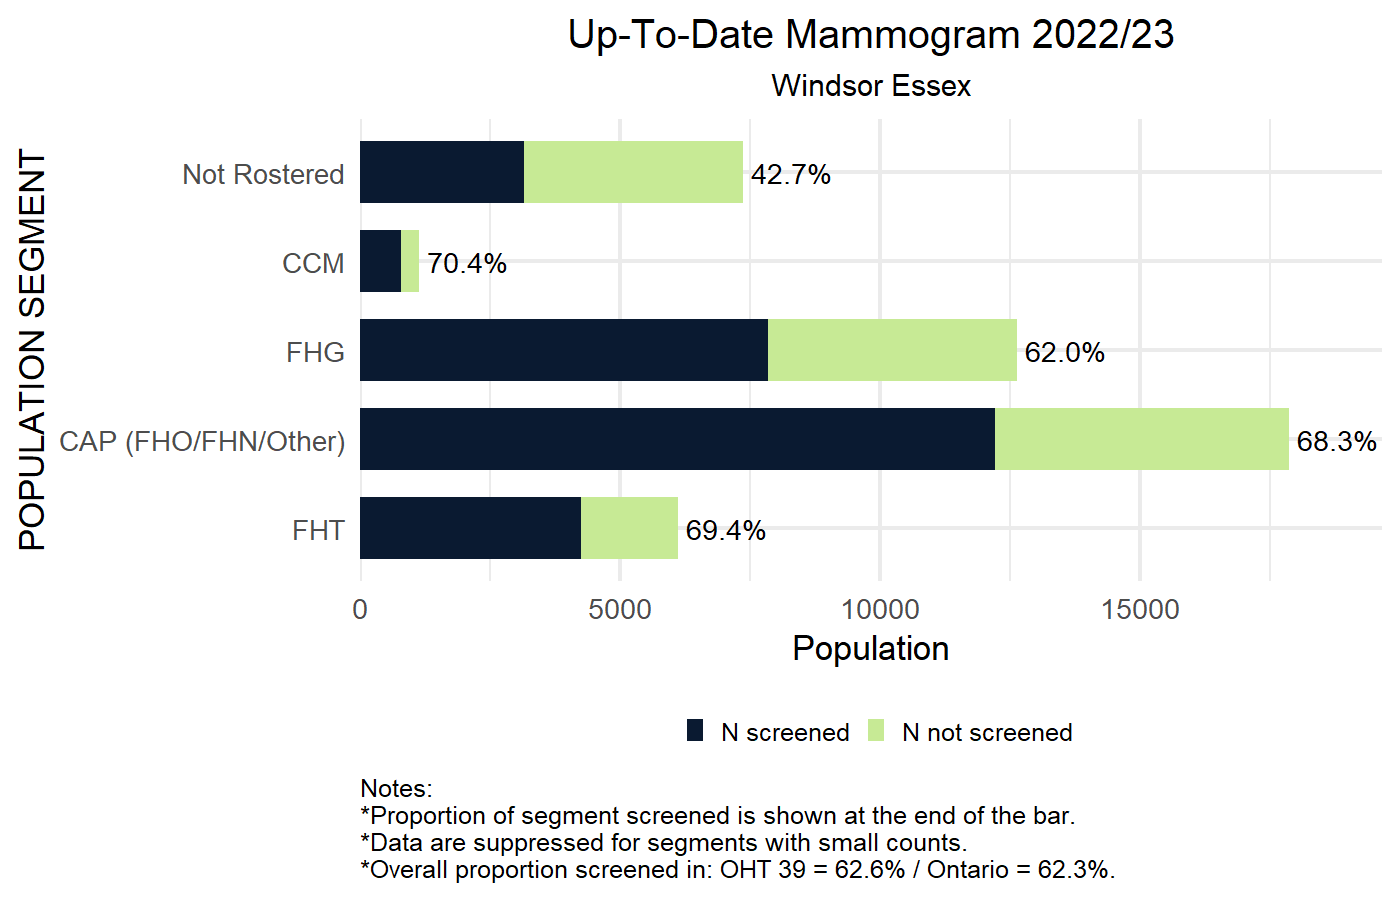 Up-To-Date Mammogram 2022/23
Windsor Essex
POPULATION SEGMENT
Not Rostered
42.7%
CCM
70.4%
FHG
62.0%
CAP (FHO/FHN/Other)
68.3%
FHT
69.4%
0
5000
10000
15000
Population
N screened
N not screened
Notes:
*Proportion of segment screened is shown at the end of the bar.
*Data are suppressed for segments with small counts.
*Overall proportion screened in: OHT 39 = 62.6% / Ontario = 62.3%.